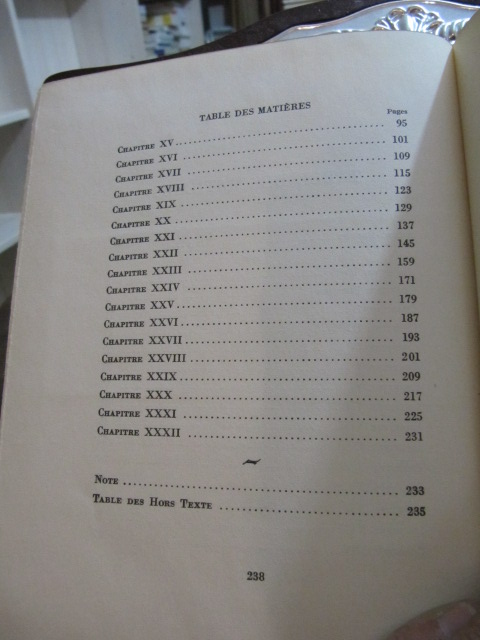 TABLE DES MATIÈRES
Pages
CHAPITRE XV 95
CHAPITRE XVI 101
CHAPITRE XVII 109
CHAPITRE XVIII 115
CHAPITRE XIX 123
CHAPITRE XX 129
CHAPITRE XXI 137
CHAPITRE XXII 145
CHAPITRE XXIII 159
CHAPITRE XXIV 171
CHAPITRE XXV 179
CHAPITRE XXVI 187
CHAPITRE XXVII 193
CHAPITRE XXVIII 201
CHAPITRE XXIX 209
CHAPITRE XXX 217
CHAPITRE XXXI 225
CHAPITRE XXXII 231
NOTE 233
TABLE DES HORS TEXTE 235
238